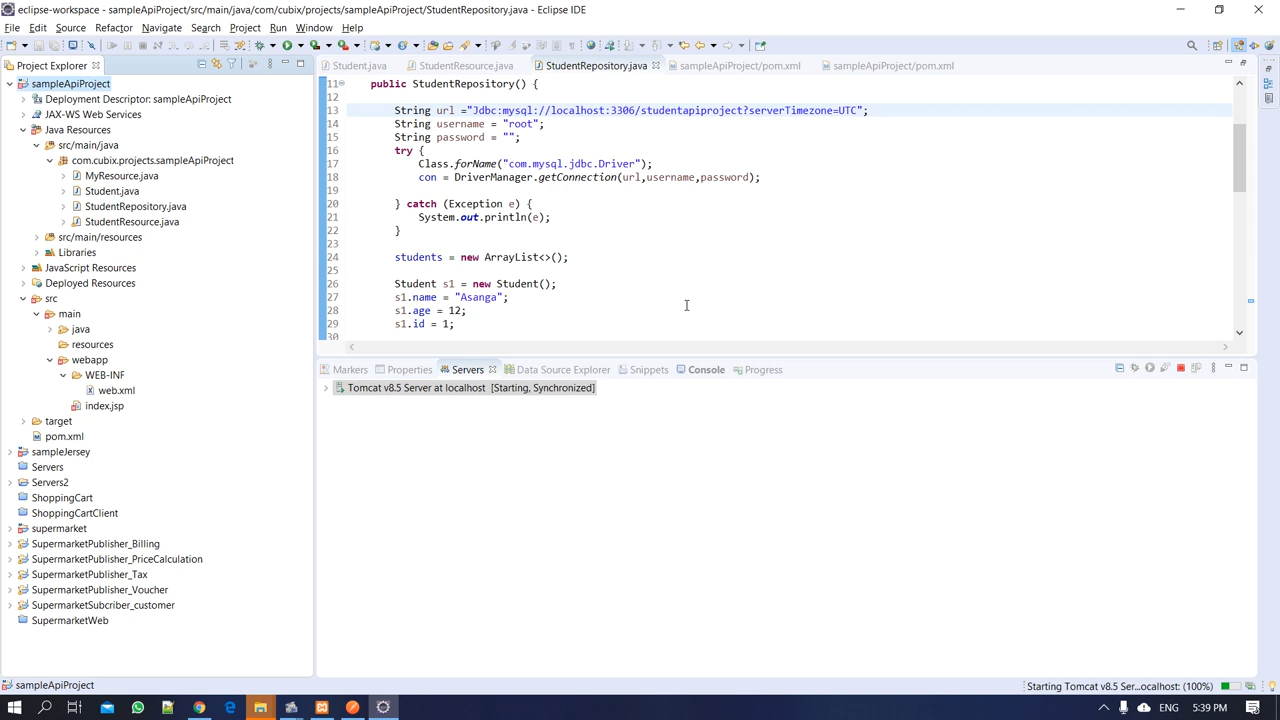 eclipse-workspace - sampleApiProject/src/main/java/com/cubix/projects/sampleApiProject/StudentRepository.java - Eclipse IDE
File Edit Source Refactor Navigate Search Project Run Window Help
Project Explorer
sampleApiProject
Deployment Descriptor: sampleApiProject
JAX-WS Web Services
Java Resources
src/main/java
com.cubix.projects.sampleApiProject
MyResource.java
Student.java
StudentRepository.java
StudentResource.java
src/main/resources
Libraries
JavaScript Resources
Deployed Resources
src
main
java
resources
webapp
WEB-INF
web.xml
index.jsp
target
pom.xml
sampleJersey
Servers
Servers2
ShoppingCart
ShoppingCartClient
supermarket
SupermarketPublisher_Billing
SupermarketPublisher_PriceCalculation
SupermarketPublisher_Tax
SupermarketPublisher_Voucher
SupermarketSubcriber_customer
SupermarketWeb
Student.java StudentResource.java StudentRepository.java sampleApiProject/pom.xml sampleApiProject/pom.xml
11 public StudentRepository() {
12
13 String url ="Jdbc:mysql://localhost:3306/studentapiproject?serverTimezone=UTC";
14 String username = "root";
15 String password = "";
16 try {
17 Class.forName("com.mysql.jdbc.Driver");
18 con = DriverManager.getConnection(url,username,password);
19
20 } catch (Exception e) {
21 System.out.println(e);
22 }
23
24 students = new ArrayList<>();
25
26 Student s1 = new Student();
27 s1.name = "Asanga";
28 s1.age = 12;
29 s1.id = 1;
30
Markers Properties Servers Data Source Explorer Snippets Console Progress
Tomcat v8.5 Server at localhost [Starting, Synchronized]
sampleApiProject
Starting Tomcat v8.5 Ser...ocalhost: (100%)
ENG 5:39 PM